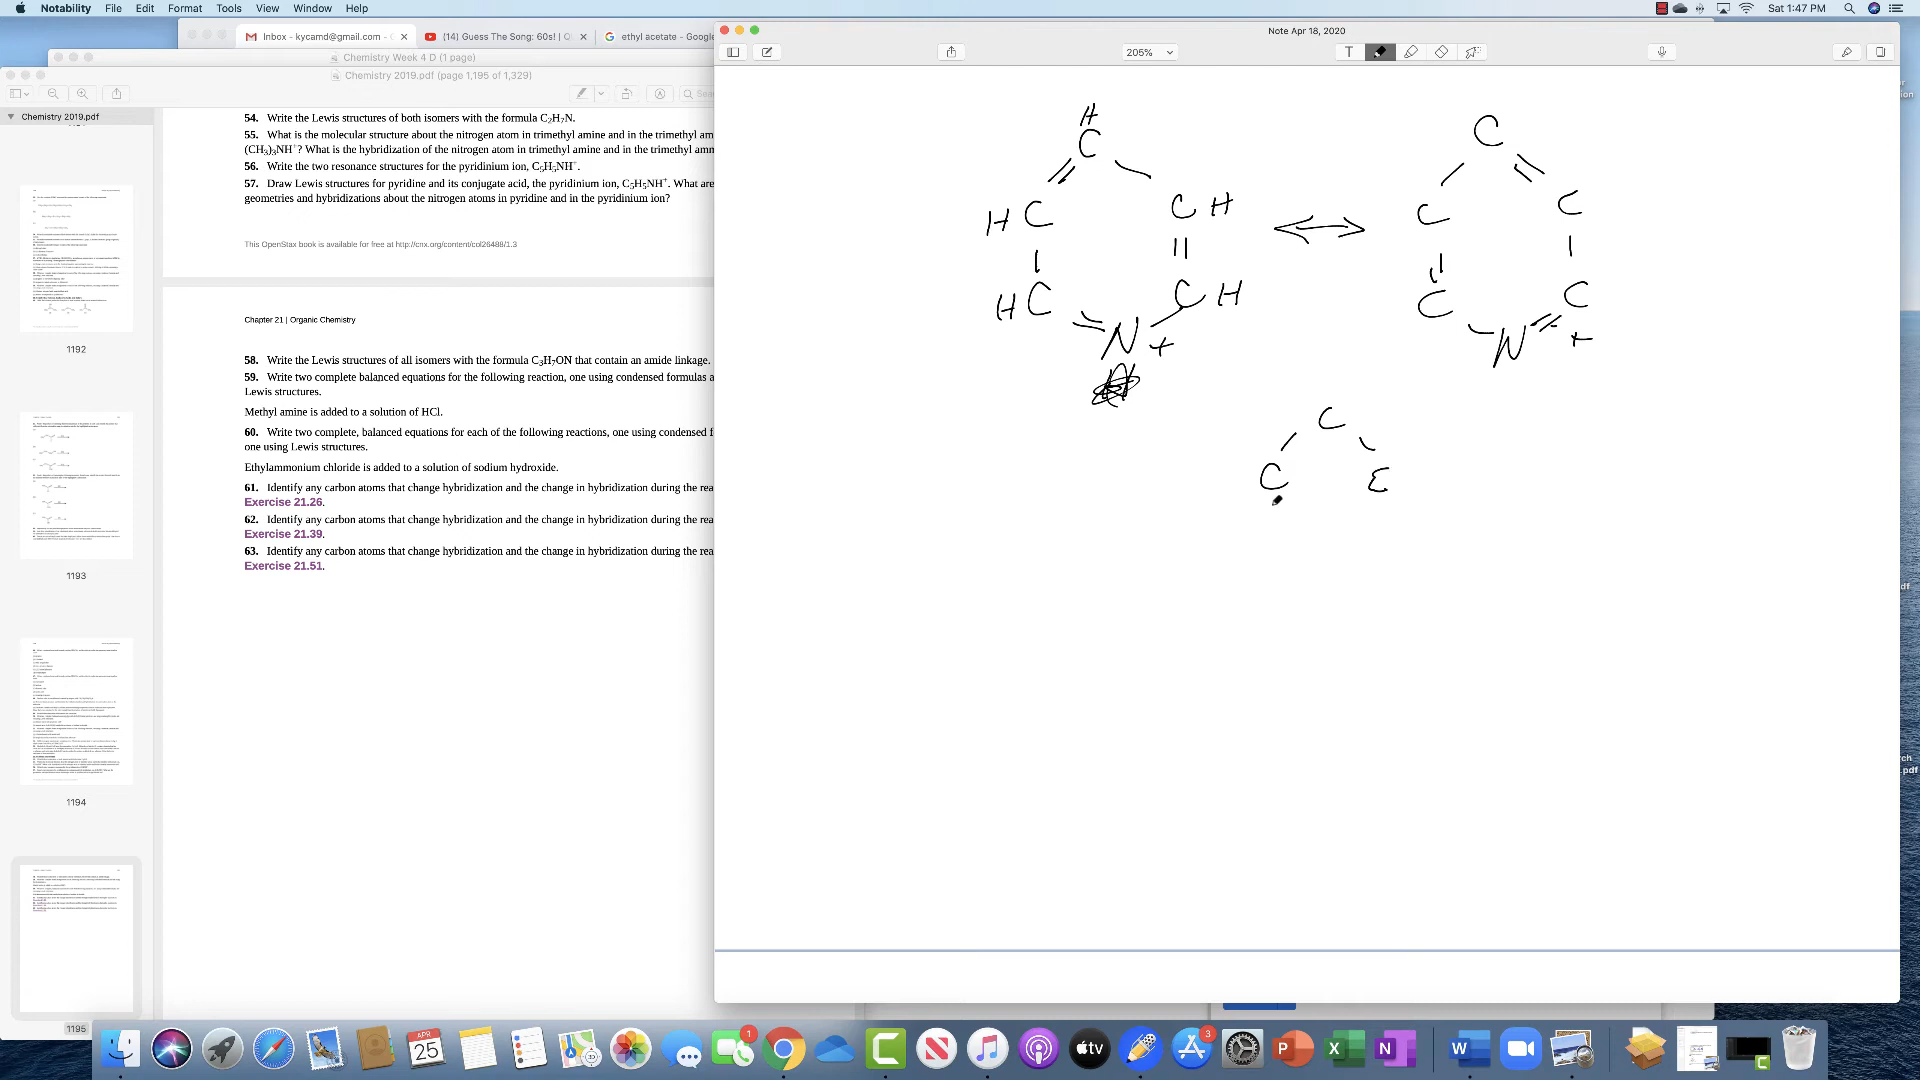 Notability File Edit Note Format Tools View Window Help
Sat 1:47 PM
Inbox - kycamd@gmail.com
(14) Guess The Song: 60s! | Q
ethyl acetate - Google
Note Apr 18, 2020
Chemistry Week 4 D (1 page)
Chemistry 2019.pdf (page 1,195 of 1,329)
205%
T
Chemistry 2019.pdf
54. Write the Lewis structures of both isomers with the formula C₂H₇N.
55. What is the molecular structure about the nitrogen atom in trimethyl amine and in the trimethyl am
(CH₃)₃NH⁺? What is the hybridization of the nitrogen atom in trimethyl amine and in the trimethyl amm
56. Write the two resonance structures for the pyridinium ion, C₅H₅NH⁺.
57. Draw Lewis structures for pyridine and its conjugate acid, the pyridinium ion, C₅H₅NH⁺. What are
geometries and hybridizations about the nitrogen atoms in pyridine and in the pyridinium ion?
This OpenStax book is available for free at http://cnx.org/content/col26488/1.3
Chapter 21 | Organic Chemistry
58. Write the Lewis structures of all isomers with the formula C₃H₇ON that contain an amide linkage.
59. Write two complete balanced equations for the following reaction, one using condensed formulas a
Lewis structures.
Methyl amine is added to a solution of HCl.
60. Write two complete, balanced equations for each of the following reactions, one using condensed f
one using Lewis structures.
Ethylammonium chloride is added to a solution of sodium hydroxide.
61. Identify any carbon atoms that change hybridization and the change in hybridization during the rea
Exercise 21.26.
62. Identify any carbon atoms that change hybridization and the change in hybridization during the rea
Exercise 21.39.
63. Identify any carbon atoms that change hybridization and the change in hybridization during the rea
Exercise 21.51.
1192
1193
1194
1195
H
C
H C
C H
H C
C H
N +
C
C
C
C
C
N
+
C
C
APR
25
1
tv
3
P
X
N
W